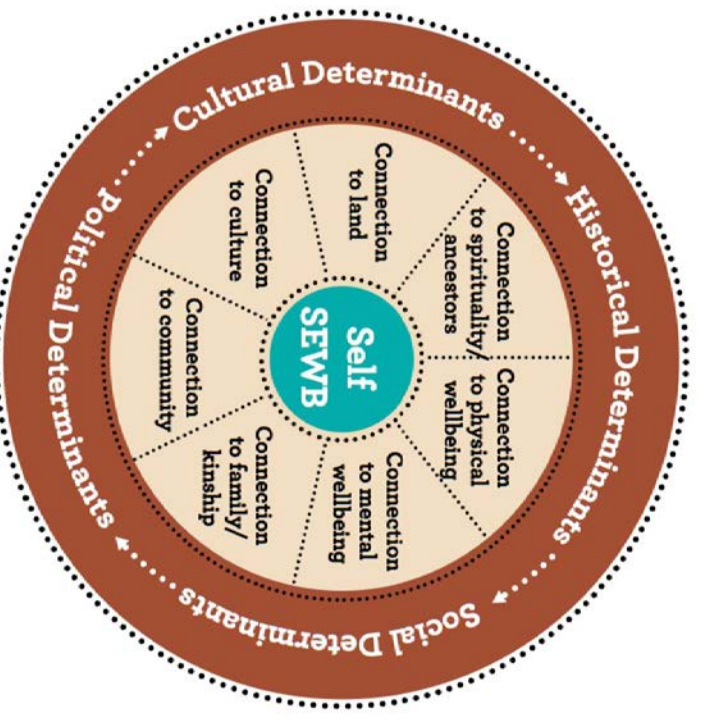 Cultural Determinants
Historical Determinants
Social Determinants
Political Determinants
Connection
to spirituality/
ancestors
Connection
to physical
wellbeing
Connection
to mental
wellbeing
Connection
to family/
kinship
Connection
to community
Connection
to culture
Connection
to land
Self
SEWB